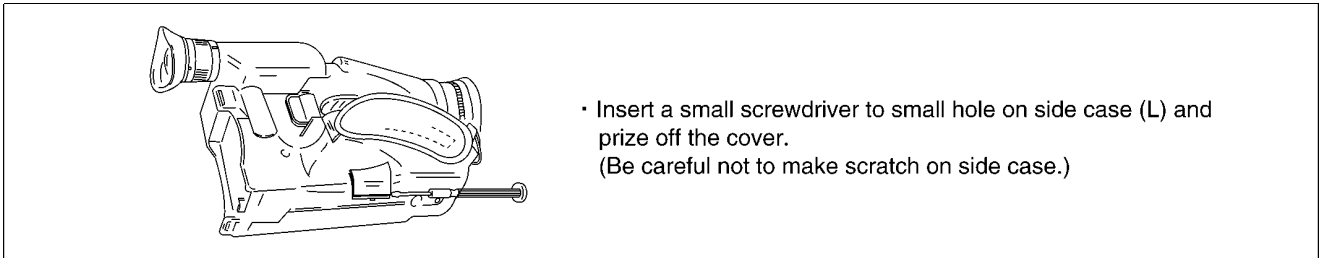 · Insert a small screwdriver to small hole on side case (L) and
prize off the cover.
(Be careful not to make scratch on side case.)